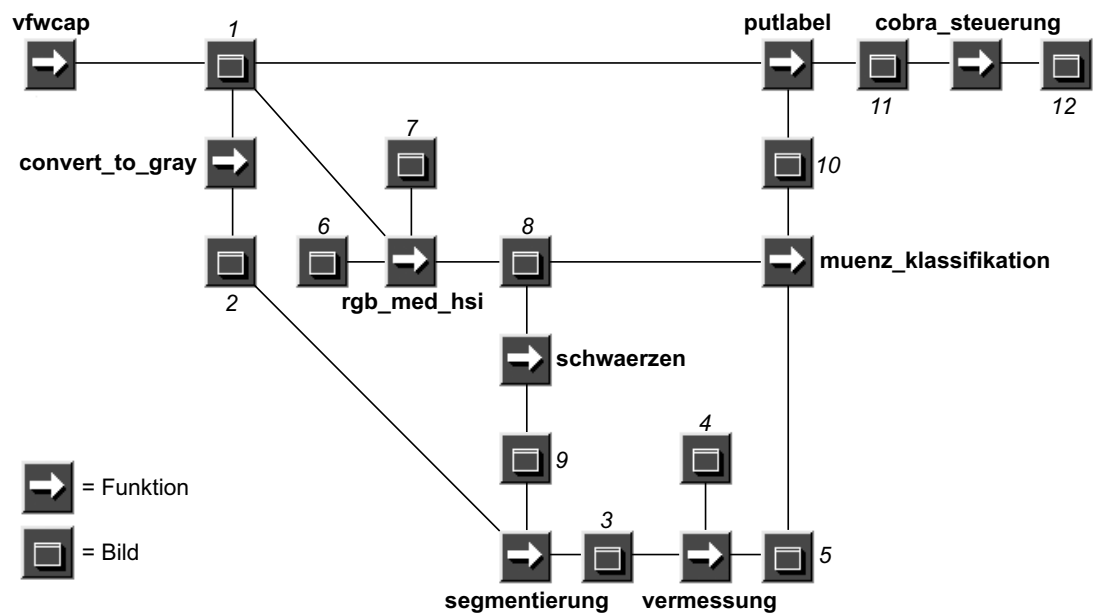 vfwcap
1
putlabel
cobra_steuerung
11
12
7
convert_to_gray
10
6
8
2
rgb_med_hsi
muenz_klassifikation
schwaerzen
4
9
= Funktion
3
= Bild
5
segmentierung
vermessung